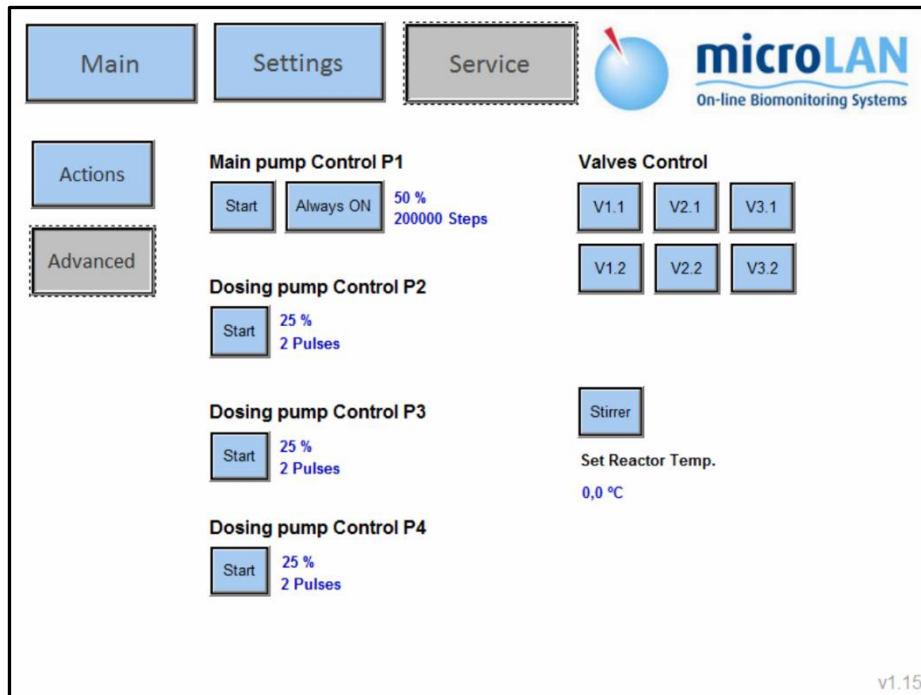 Main
Settings
Service
microLAN
On-line Biomonitoring Systems
Actions
Advanced
Main pump Control P1
Start
Always ON
50 %
200000 Steps
Dosing pump Control P2
Start
25 %
2 Pulses
Dosing pump Control P3
Start
25 %
2 Pulses
Dosing pump Control P4
Start
25 %
2 Pulses
Valves Control
V1.1
V2.1
V3.1
V1.2
V2.2
V3.2
Stirrer
Set Reactor Temp.
0,0 ºC
v1.15